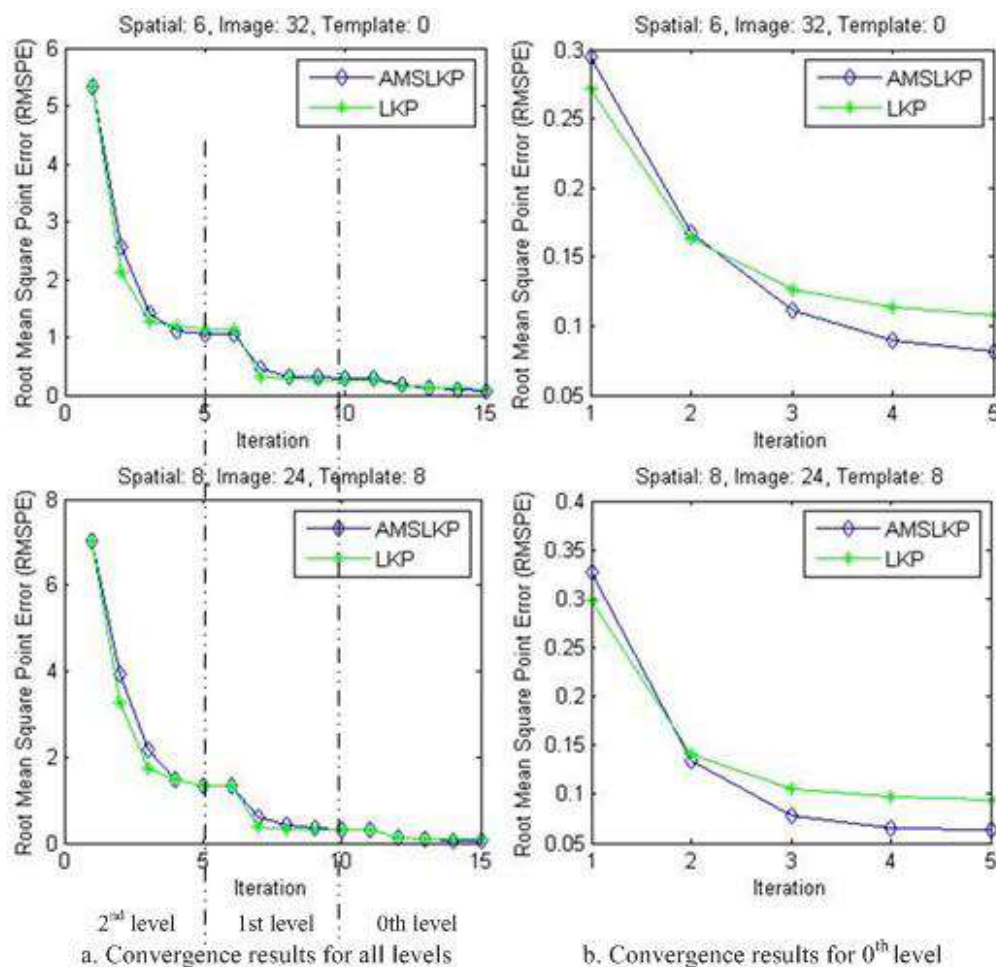 Spatial: 6, Image: 32, Template: 0
Root Mean Square Point Error (RMSPE)
6
5
4
3
2
1
0
0
5
10
15
Iteration
AMSLKP
LKP
Spatial: 6, Image: 32, Template: 0
Root Mean Square Point Error (RMSPE)
0.3
0.25
0.2
0.15
0.1
0.05
1
2
3
4
5
Iteration
AMSLKP
LKP
Spatial: 8, Image: 24, Template: 8
Root Mean Square Point Error (RMSPE)
8
6
4
2
0
0
5
10
15
Iteration
AMSLKP
LKP
2nd level
1st level
0th level
Spatial: 8, Image: 24, Template: 8
Root Mean Square Point Error (RMSPE)
0.4
0.35
0.3
0.25
0.2
0.15
0.1
0.05
1
2
3
4
5
Iteration
AMSLKP
LKP
a. Convergence results for all levels
b. Convergence results for 0th level